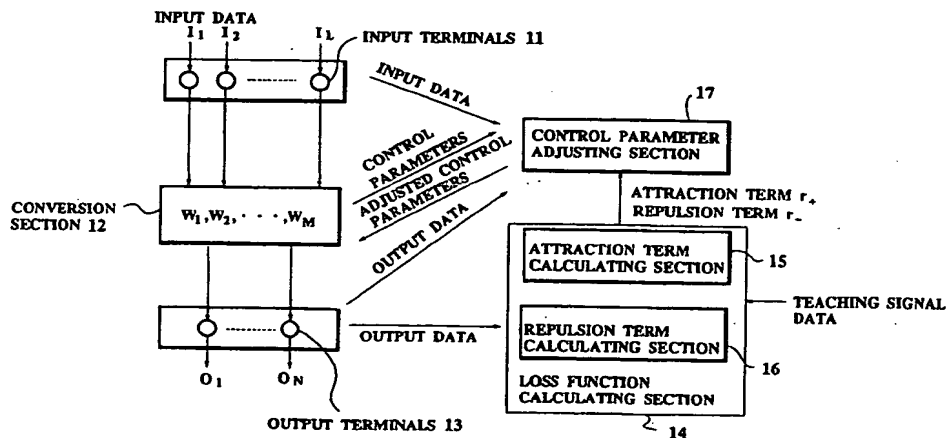 INPUT DATA
I1 I2 IL
INPUT TERMINALS 11
INPUT DATA
17
CONTROL PARAMETER
ADJUSTING SECTION
CONTROL
PARAMETERS
ADJUSTED CONTROL
PARAMETERS
OUTPUT DATA
CONVERSION
SECTION 12
W1,W2, · · · ,WM
ATTRACTION TERM r+
REPULSION TERM r-
ATTRACTION TERM
CALCULATING SECTION
15
TEACHING SIGNAL
DATA
REPULSION TERM
CALCULATING SECTION
16
OUTPUT DATA
O1 ON
LOSS FUNCTION
CALCULATING SECTION
OUTPUT TERMINALS 13
14